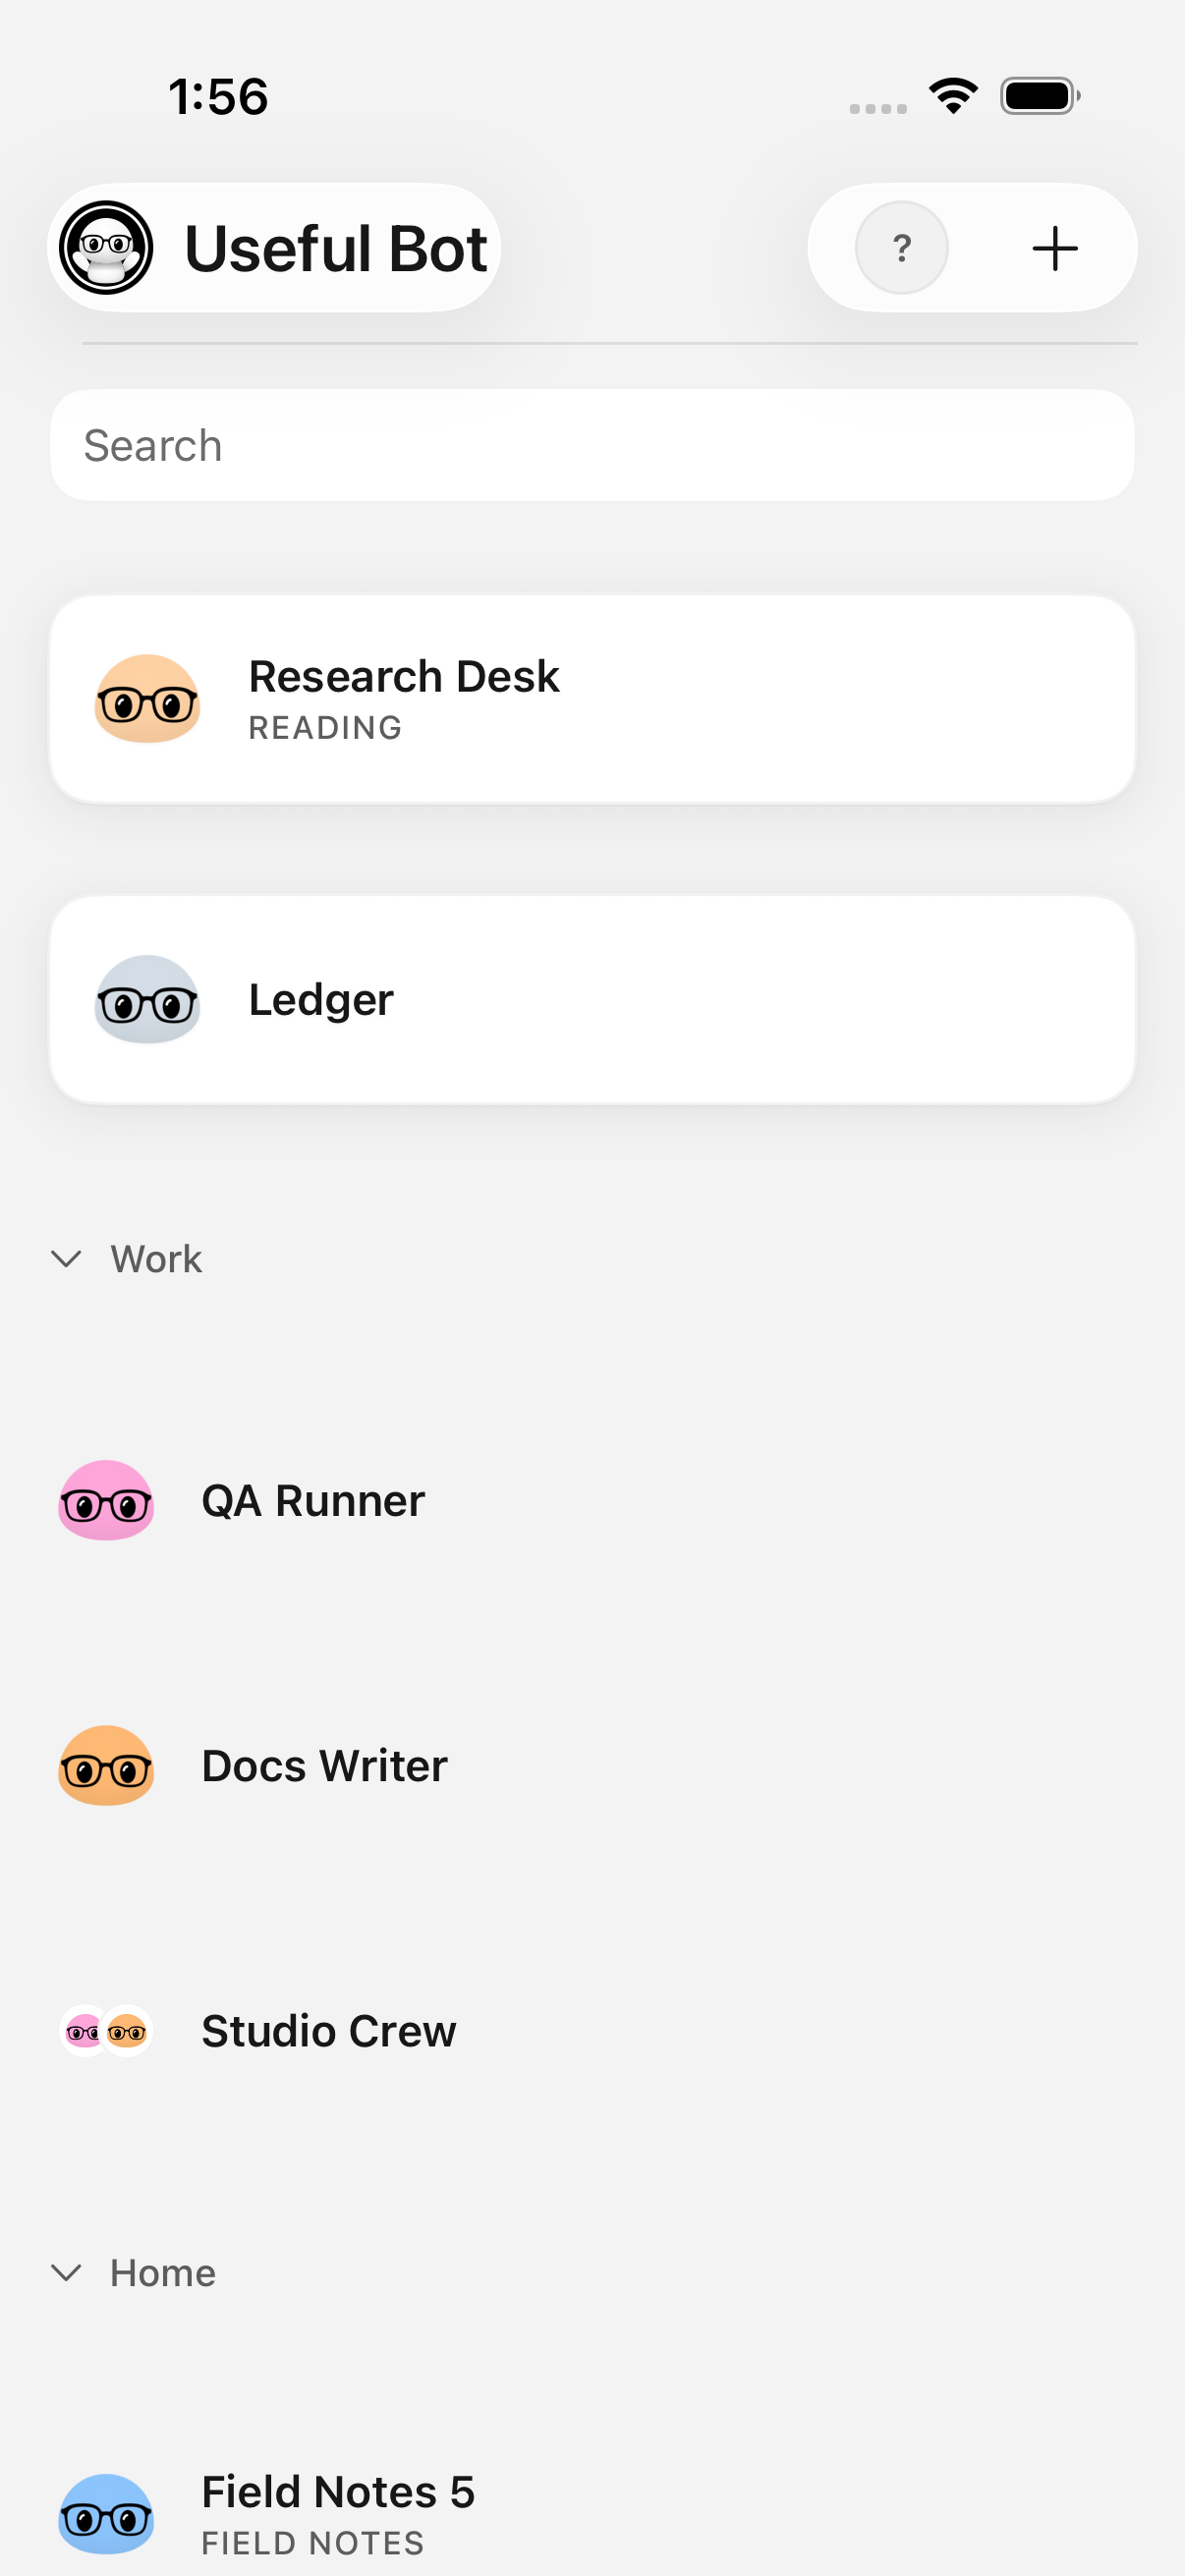 1:56
Useful Bot
?
Search
Research Desk
READING
Ledger
Work
QA Runner
Docs Writer
Studio Crew
Home
Field Notes 5
FIELD NOTES